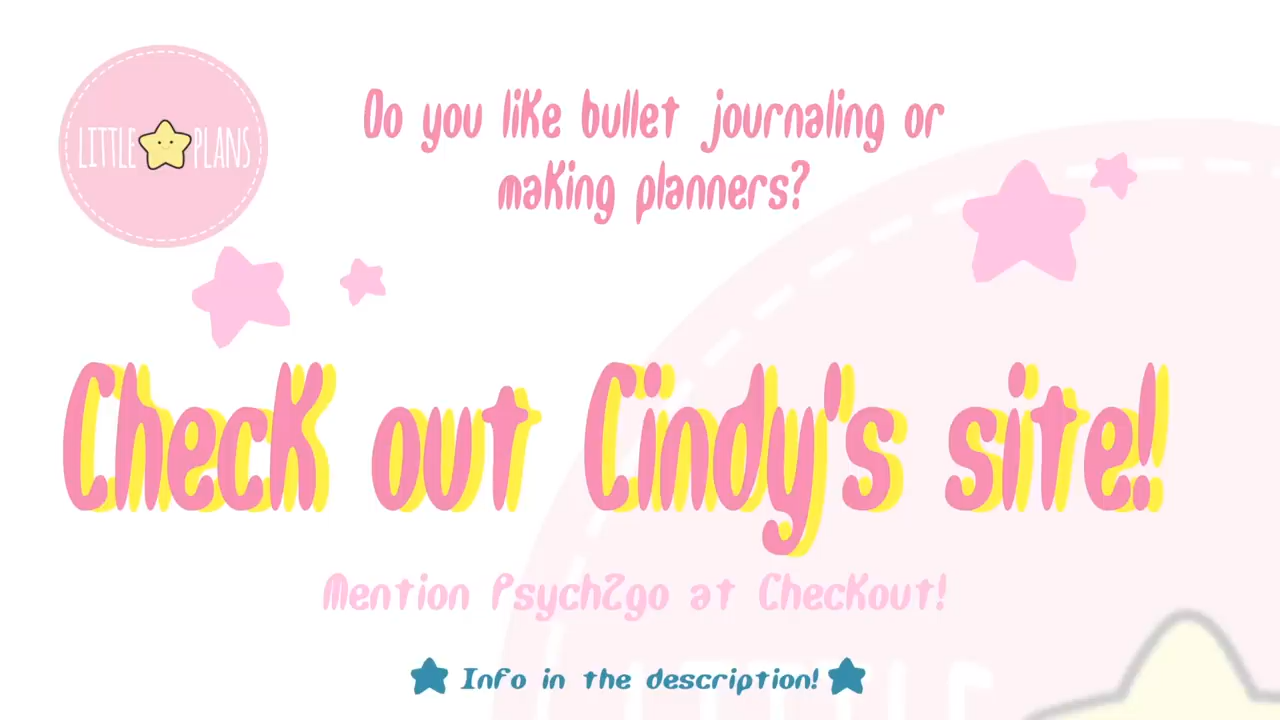 LITTLE PLANS
Do you like bullet journaling or
making planners?
Check out Cindy's site!
Mention Psych2go at Checkout!
Info in the description!
LITTLE